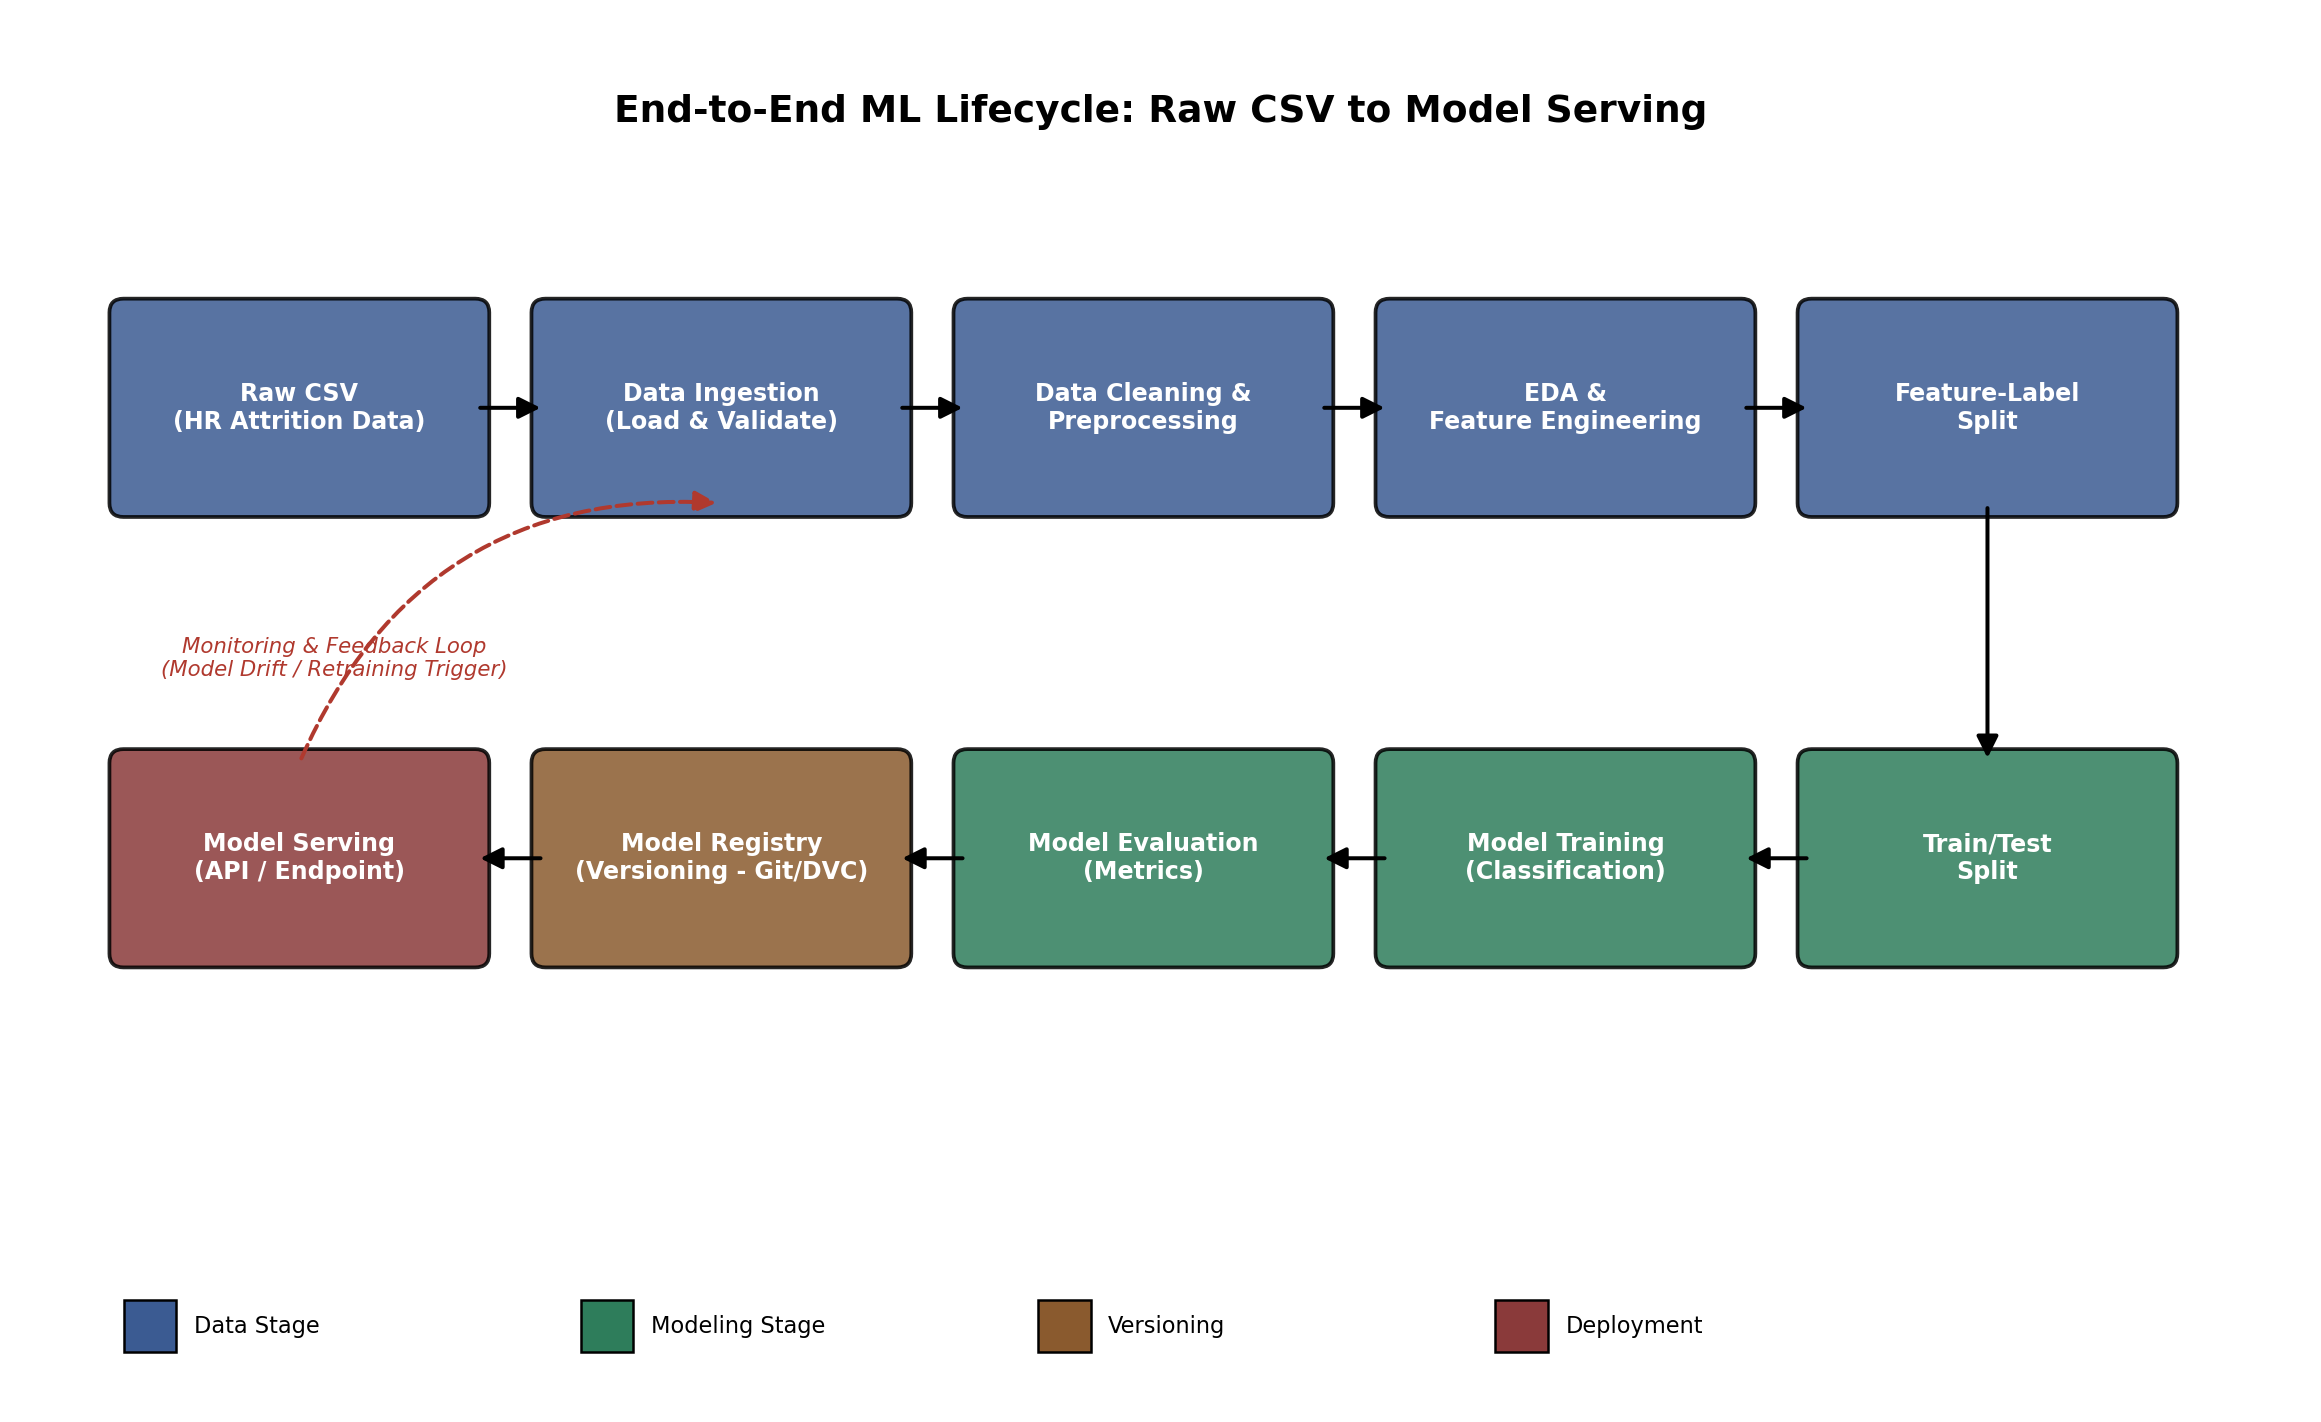 End-to-End ML Lifecycle: Raw CSV to Model Serving
Raw CSV
(HR Attrition Data)
Data Ingestion
(Load & Validate)
Data Cleaning &
Preprocessing
EDA &
Feature Engineering
Feature-Label
Split
Monitoring & Feedback Loop
(Model Drift / Retraining Trigger)
Model Serving
(API / Endpoint)
Model Registry
(Versioning - Git/DVC)
Model Evaluation
(Metrics)
Model Training
(Classification)
Train/Test
Split
Data Stage
Modeling Stage
Versioning
Deployment